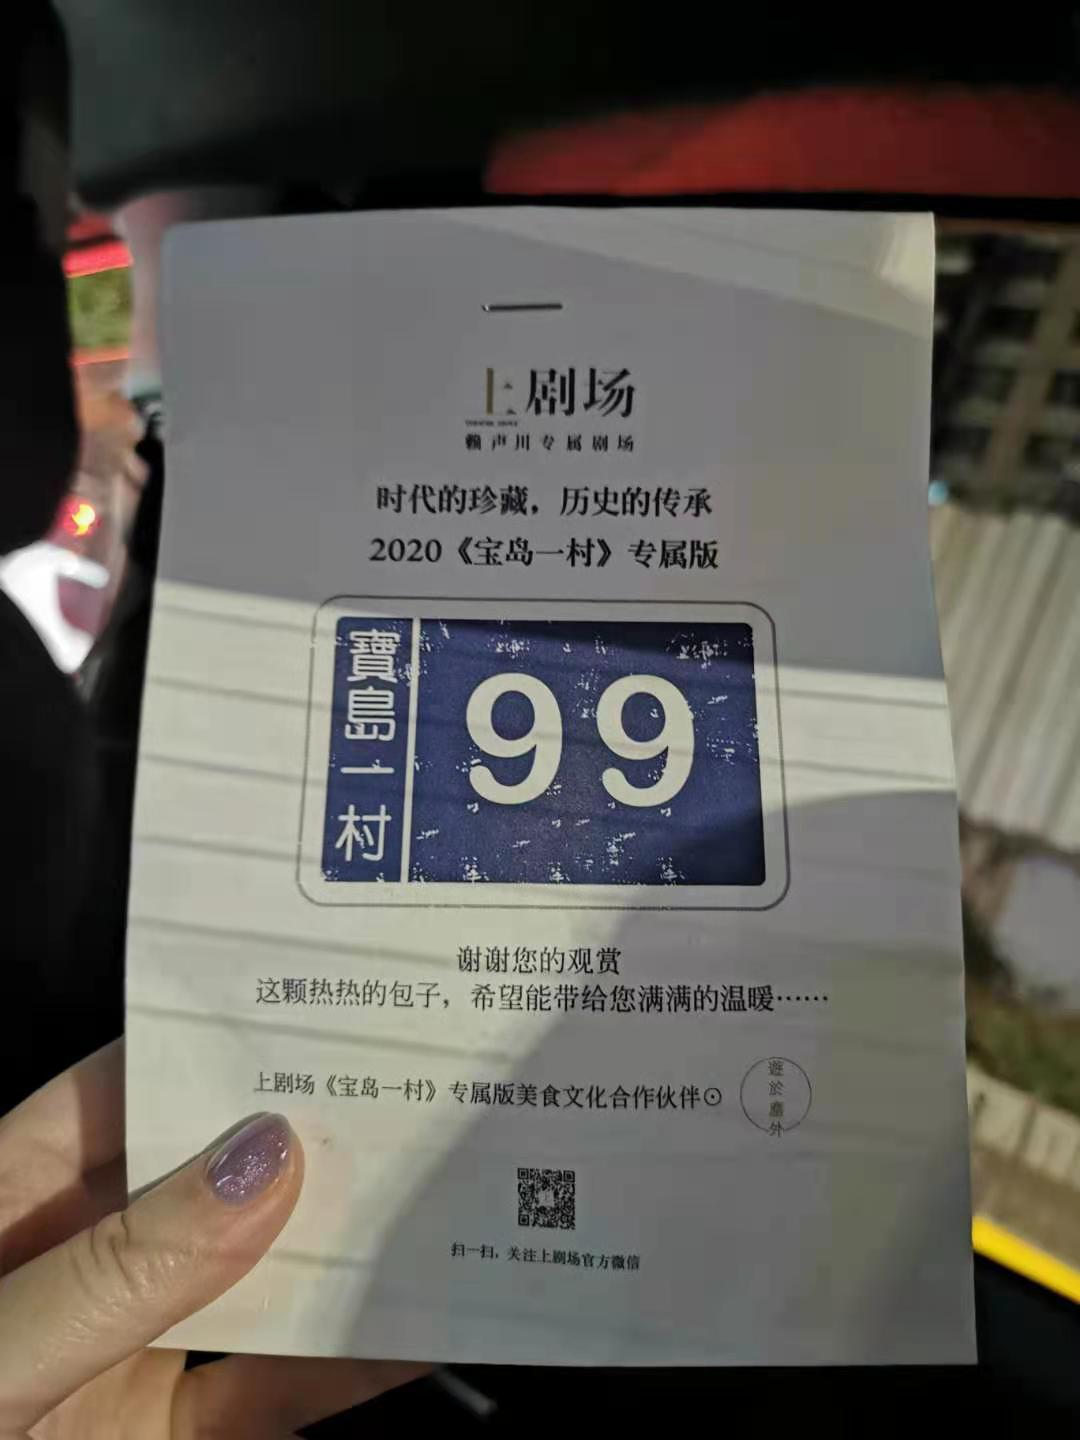 上剧场
赖声川专属剧场
时代的珍藏，历史的传承
2020《宝岛一村》专属版
寶島一村
99
谢谢您的观赏
这颗热热的包子，希望能带给您满满的温暖……
上剧场《宝岛一村》专属版美食文化合作伙伴⊙
遊於塵外
扫一扫，关注上剧场官方微信